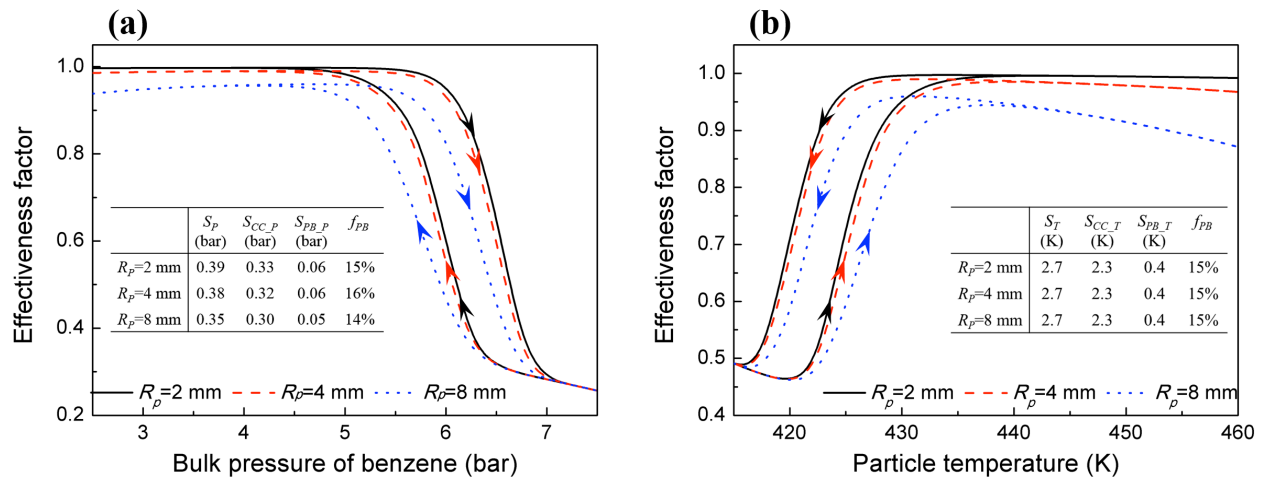 (a)
Effectiveness factor
1.0
0.8
0.6
0.4
0.2
3 4 5 6 7
Bulk pressure of benzene (bar)
S_P (bar) S_CC_P (bar) S_PB_P (bar) f_PB
R_P=2 mm 0.39 0.33 0.06 15%
R_P=4 mm 0.38 0.32 0.06 16%
R_P=8 mm 0.35 0.30 0.05 14%
R_p=2 mm R_p=4 mm R_p=8 mm
(b)
Effectiveness factor
1.0
0.9
0.8
0.7
0.6
0.5
0.4
420 430 440 450 460
Particle temperature (K)
S_T (K) S_CC_T (K) S_PB_T (K) f_PB
R_P=2 mm 2.7 2.3 0.4 15%
R_P=4 mm 2.7 2.3 0.4 15%
R_P=8 mm 2.7 2.3 0.4 15%
R_p=2 mm R_p=4 mm R_p=8 mm